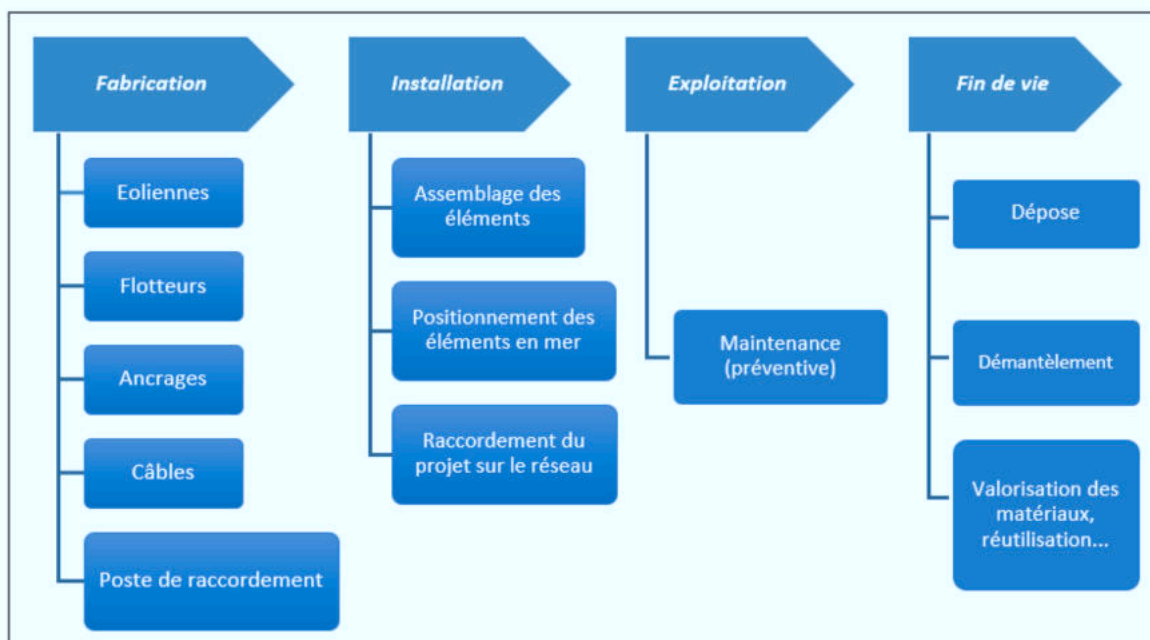 Fabrication
Eoliennes
Flotteurs
Ancrages
Câbles
Poste de raccordement
Installation
Assemblage des
éléments
Positionnement des
éléments en mer
Raccordement du
projet sur le réseau
Exploitation
Maintenance
(préventive)
Fin de vie
Dépose
Démantèlement
Valorisation des
matériaux,
réutilisation...